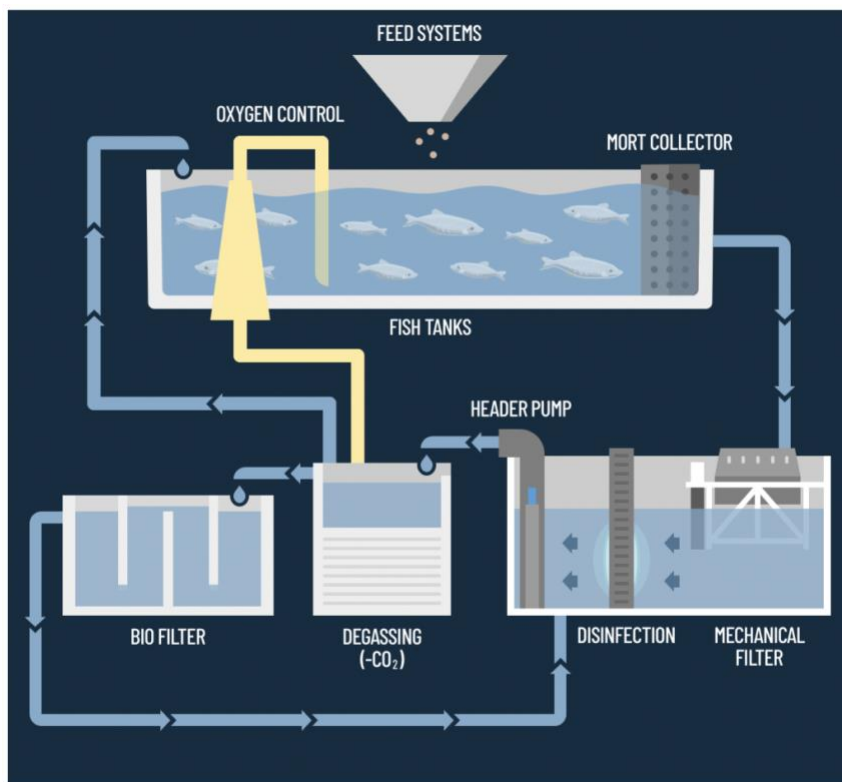 FEED SYSTEMS
OXYGEN CONTROL
MORT COLLECTOR
FISH TANKS
HEADER PUMP
BIO FILTER
DEGASSING
(-CO₂)
DISINFECTION
MECHANICAL
FILTER